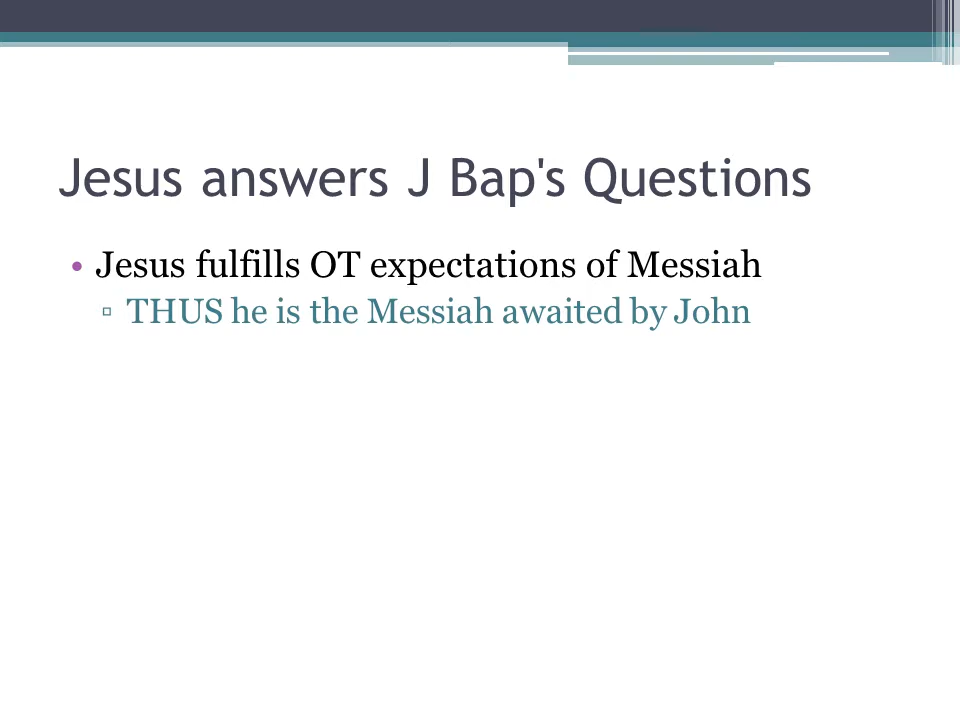 Jesus answers J Bap's Questions
• Jesus fulfills OT expectations of Messiah
▫ THUS he is the Messiah awaited by John